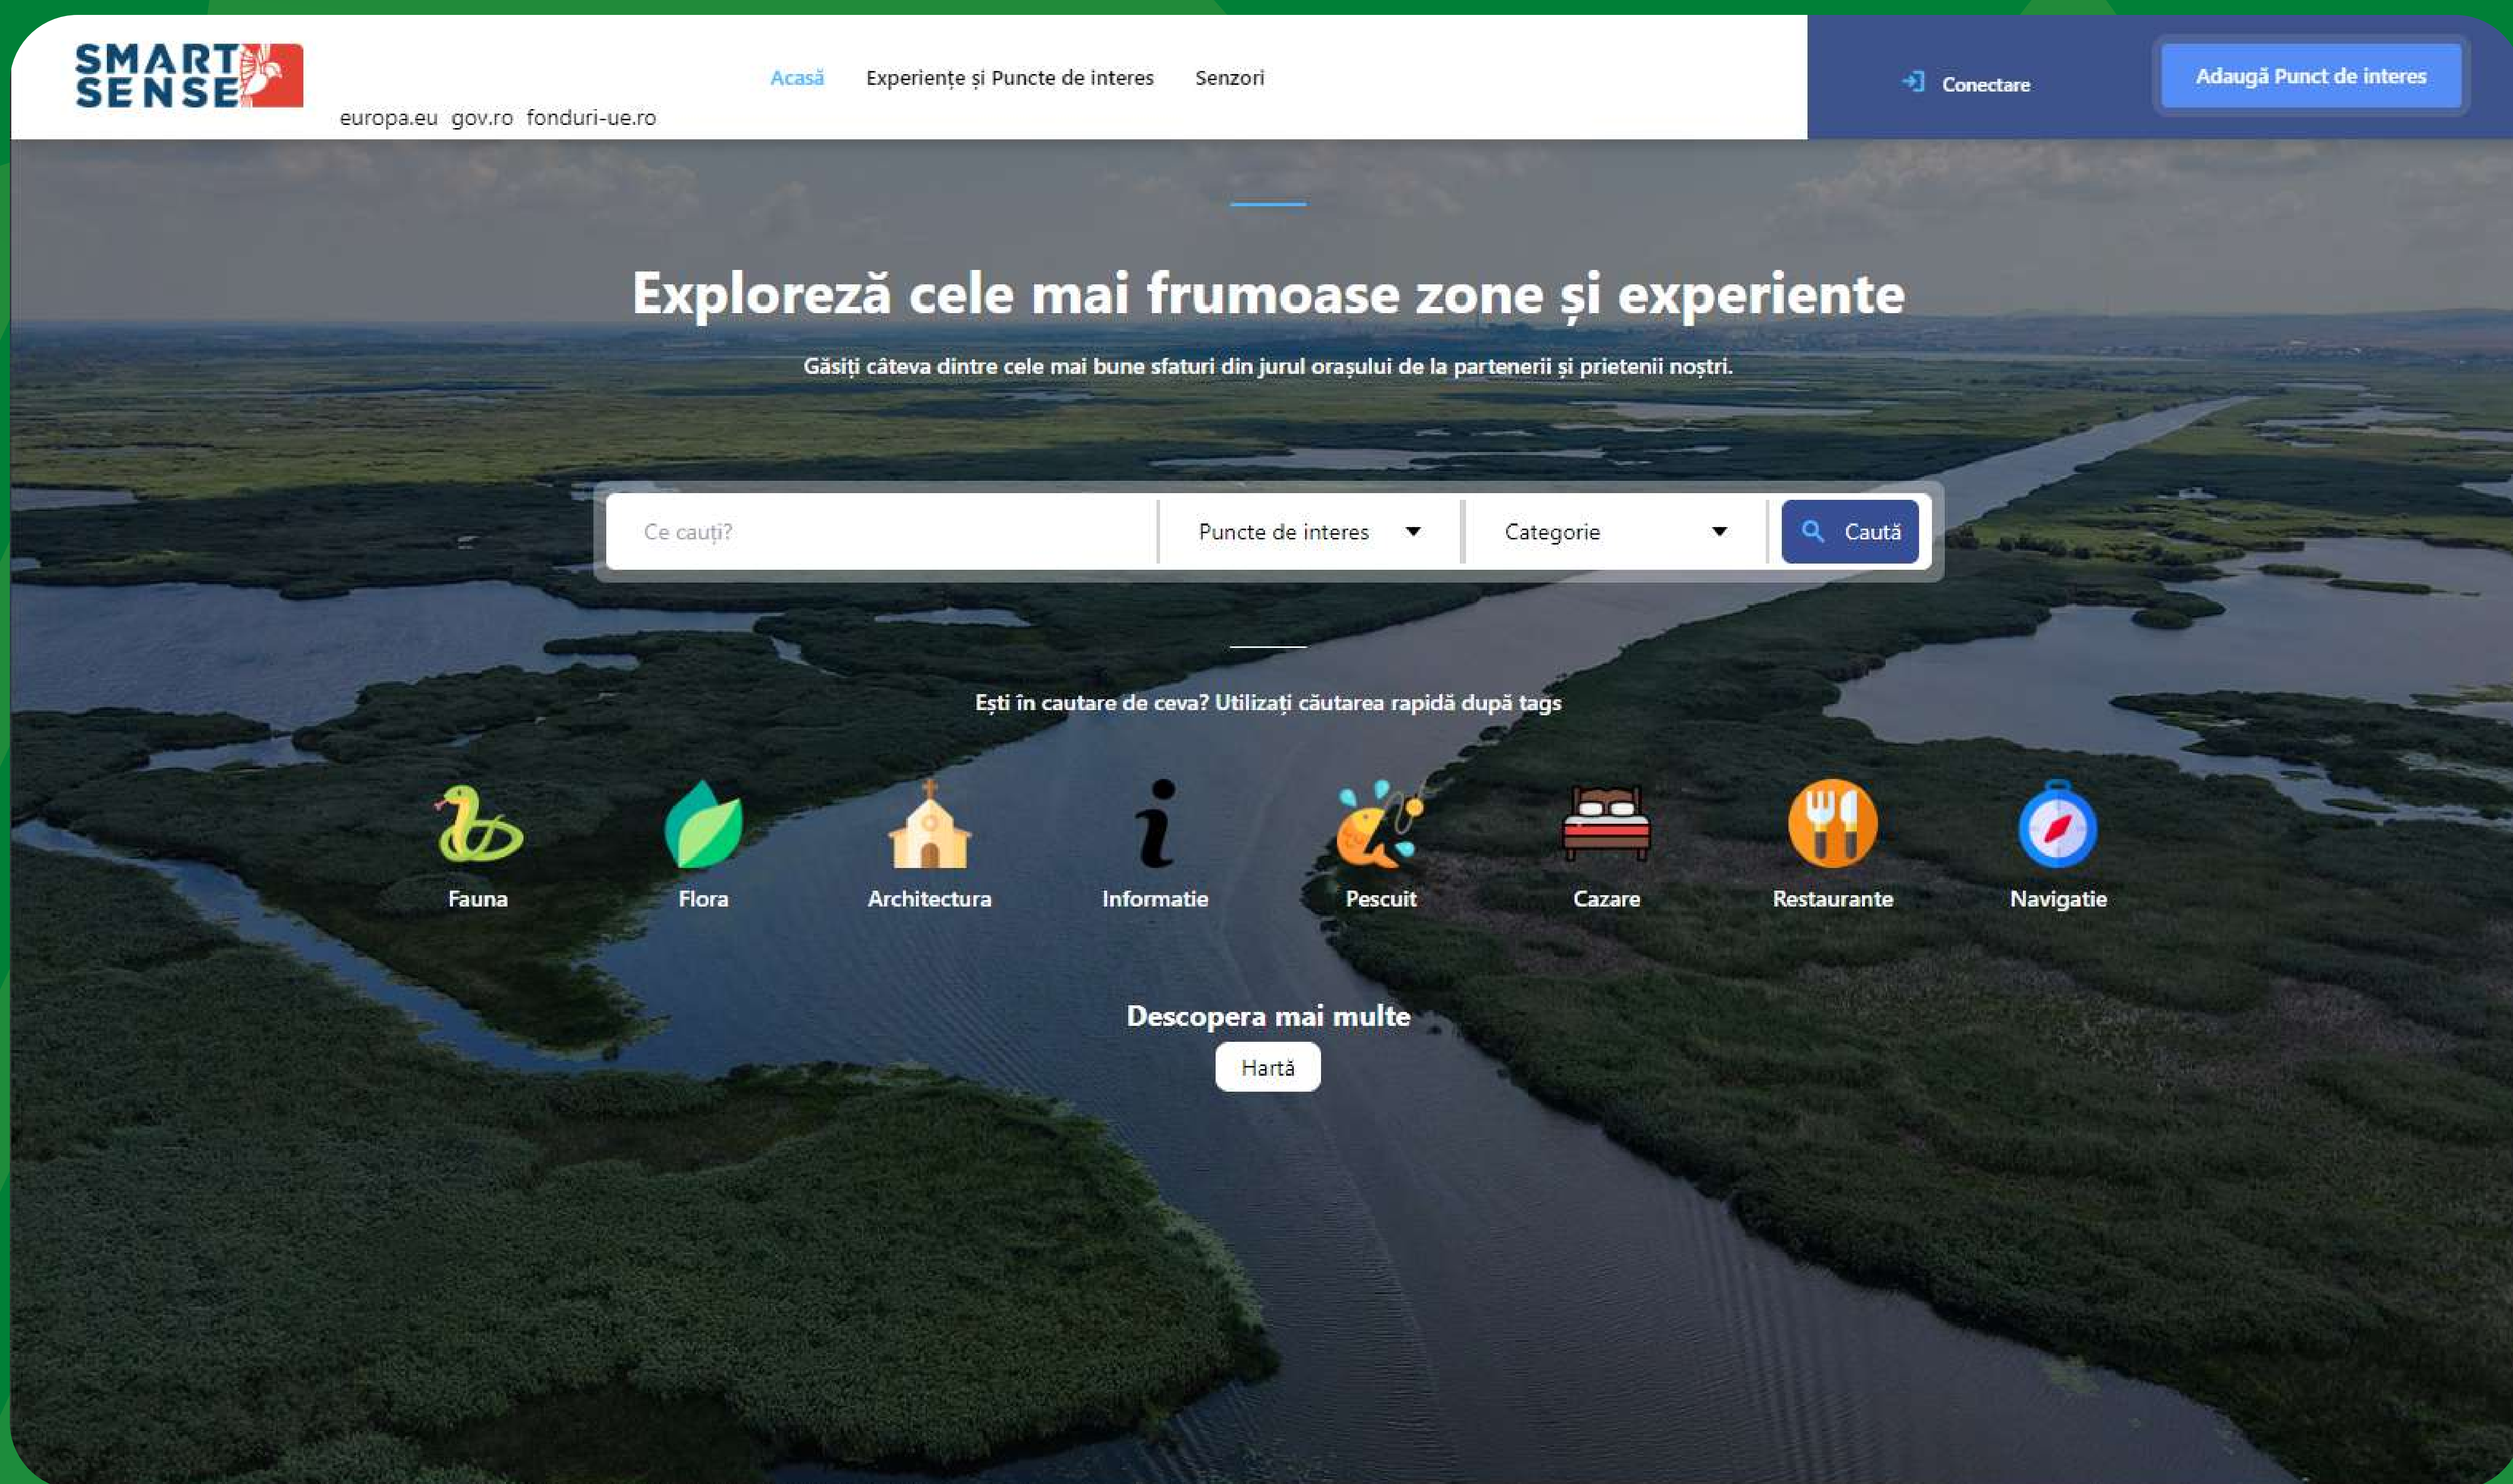 SMART
SENSE
europa.eu gov.ro fonduri-ue.ro
Acasă Experiențe și Puncte de interes Senzori
Conectare
Adaugă Punct de interes
Exploreză cele mai frumoase zone și experiente
Găsiți câteva dintre cele mai bune sfaturi din jurul orașului de la partenerii și prietenii noștri.
Ce cauți? Puncte de interes Categorie Caută
Ești în cautare de ceva? Utilizați căutarea rapidă după tags
Fauna Flora Architectura Informatie Pescuit Cazare Restaurante Navigatie
Descopera mai multe
Hartă